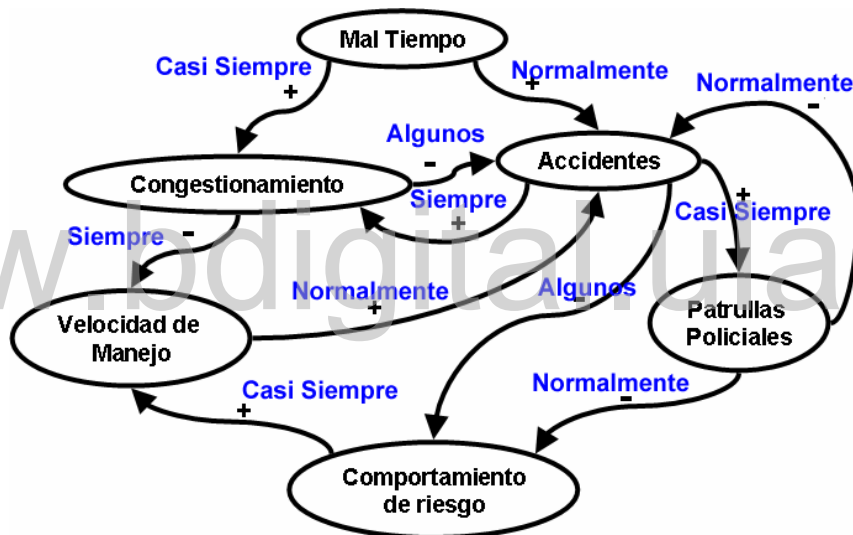 Mal Tiempo
Casi Siempre
+
Normalmente
+
Normalmente
-
Algunos
-
Accidentes
Congestionamiento
Siempre
+
+
Casi Siempre
Siempre -
www.bdigital.ula
Normalmente
+
Algunos
-
Velocidad de
Manejo
Patrullas
Policiales
Casi Siempre
+
Normalmente
-
Comportamiento
de riesgo